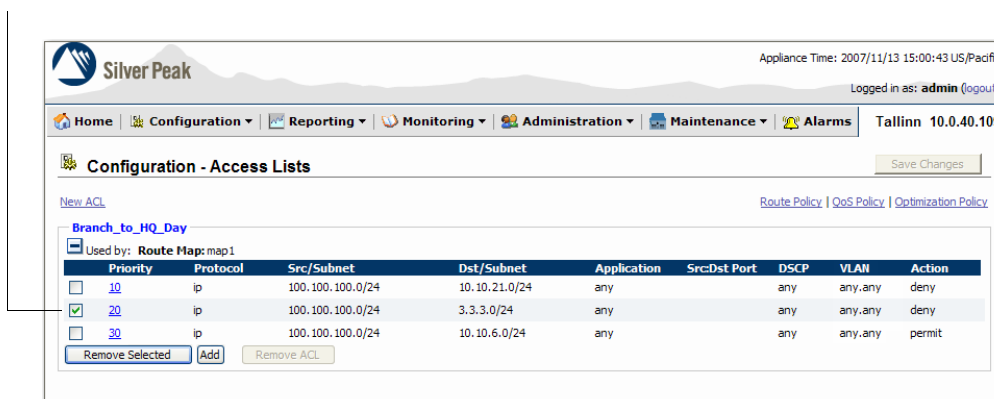 Silver Peak
Appliance Time: 2007/11/13 15:00:43 US/Pacifi
Logged in as: admin (logout
Home | Configuration | Reporting | Monitoring | Administration | Maintenance | Alarms Tallinn 10.0.40.10
Configuration - Access Lists
Save Changes
New ACL
Route Policy | QoS Policy | Optimization Policy
Branch_to_HQ_Day
Used by: Route Map: map1
Priority Protocol Src/Subnet Dst/Subnet Application Src:Dst Port DSCP VLAN Action
10 ip 100.100.100.0/24 10.10.21.0/24 any any any.any deny
20 ip 100.100.100.0/24 3.3.3.0/24 any any any.any deny
30 ip 100.100.100.0/24 10.10.6.0/24 any any any.any permit
Remove Selected Add Remove ACL